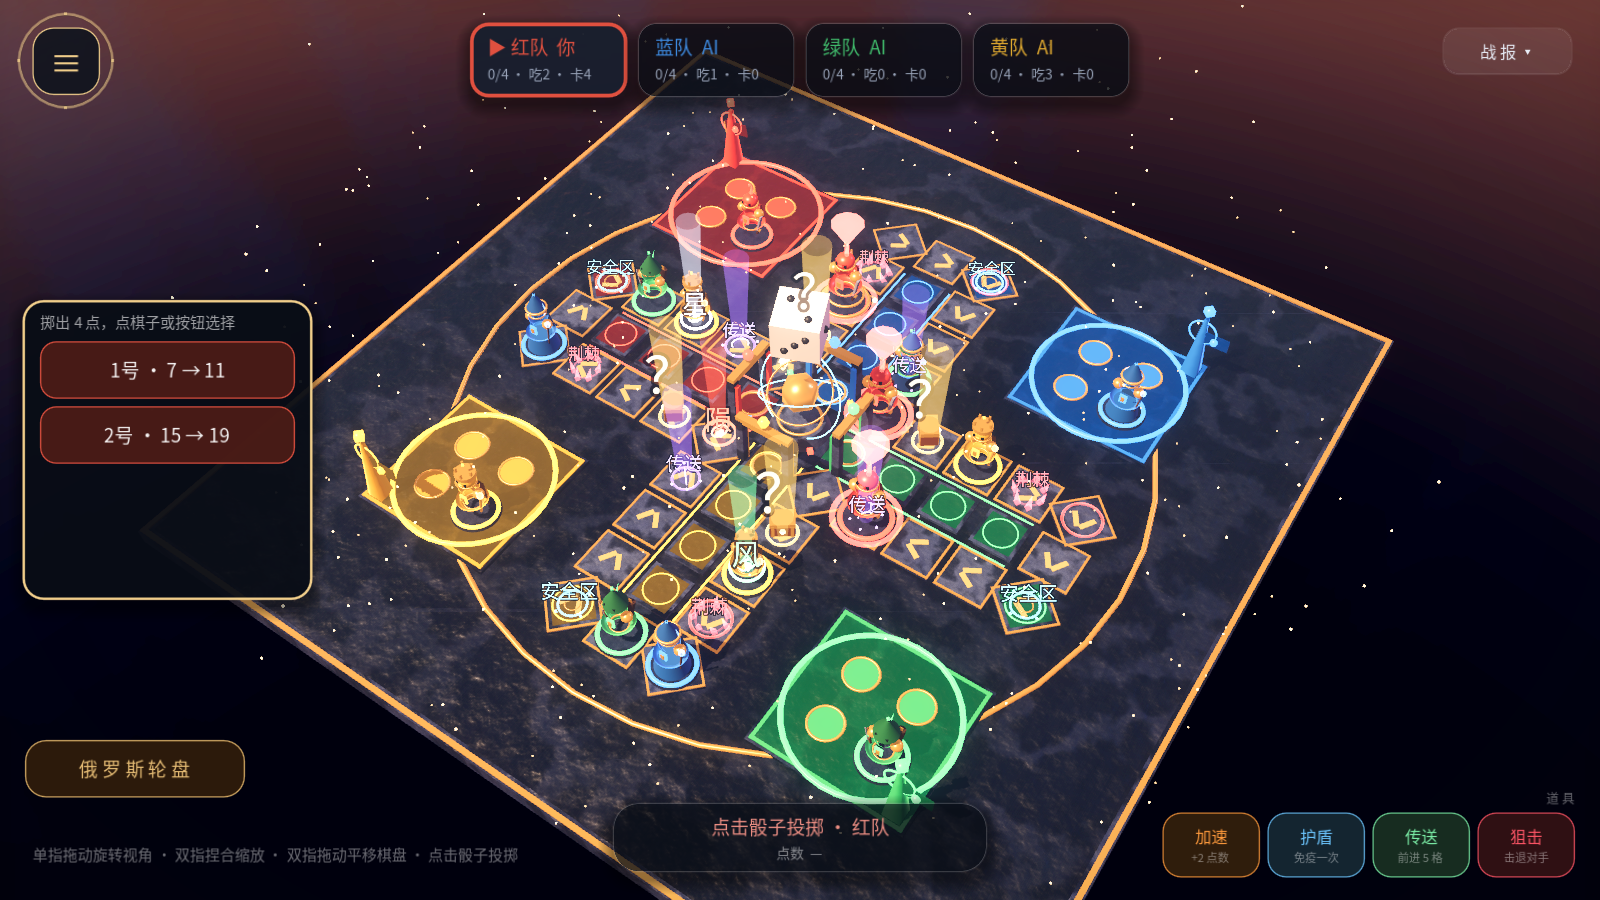 ▶ 红队 你
0/4 · 吃2 · 卡4
蓝队 AI
0/4 · 吃1 · 卡0
绿队 AI
0/4 · 吃0 · 卡0
黄队 AI
0/4 · 吃3 · 卡0
战报 ▾
掷出 4 点，点棋子或按钮选择
1号 · 7 → 11
2号 · 15 → 19
安全区
荆棘
安全区
星
传送
?
荆棘
?
传送
?
陨
传送
荆棘
?
传送
风
安全区
荆棘
安全区
俄罗斯轮盘
单指拖动旋转视角 · 双指捏合缩放 · 双指拖动平移棋盘 · 点击骰子投掷
点击骰子投掷 · 红队
点数 —
道具
加速
+2 点数
护盾
免疫一次
传送
前进 5 格
狙击
击退对手